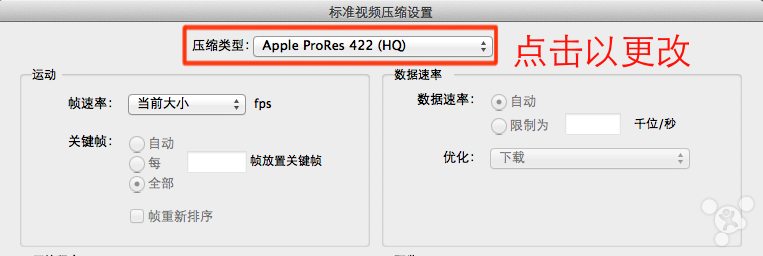 标准视频压缩设置
压缩类型: Apple ProRes 422 (HQ) 点击以更改
运动
帧速率: 当前大小 fps
关键帧: 自动
每 帧放置关键帧
全部
帧重新排序
数据速率
数据速率: 自动
限制为 千位/秒
优化: 下载